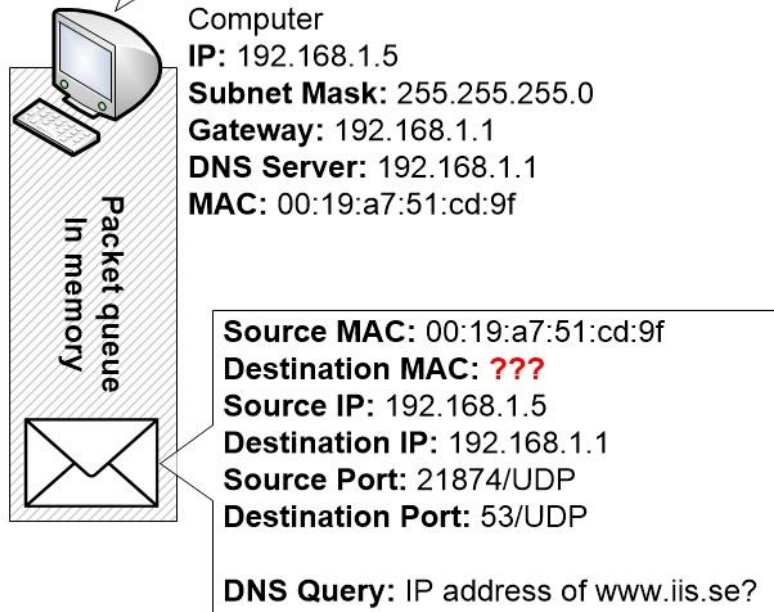 Computer
IP: 192.168.1.5
Subnet Mask: 255.255.255.0
Gateway: 192.168.1.1
DNS Server: 192.168.1.1
MAC: 00:19:a7:51:cd:9f
Packet queue
In memory
Source MAC: 00:19:a7:51:cd:9f
Destination MAC: ???
Source IP: 192.168.1.5
Destination IP: 192.168.1.1
Source Port: 21874/UDP
Destination Port: 53/UDP
DNS Query: IP address of www.iis.se?